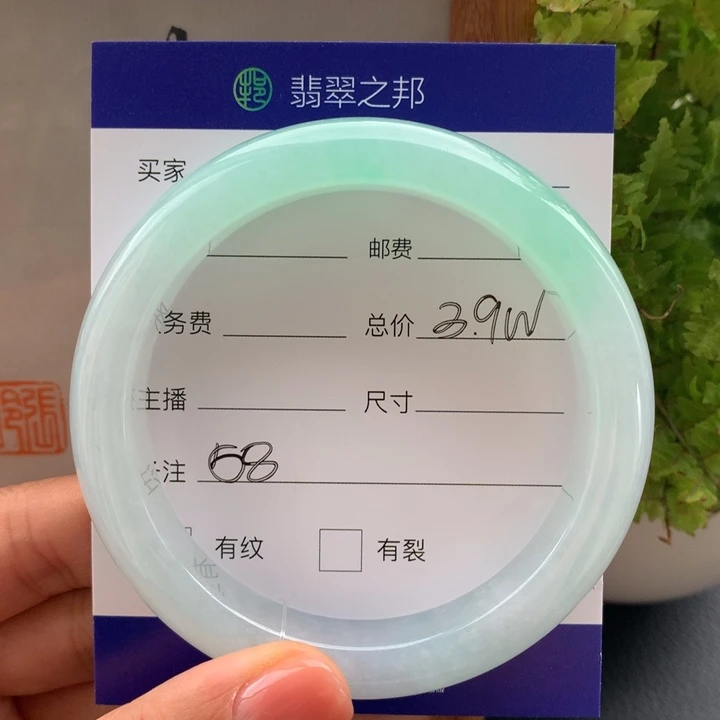 翡翠之邦
买家
邮费
务费 总价 3.9W
主播 尺寸
注 58
有纹 有裂